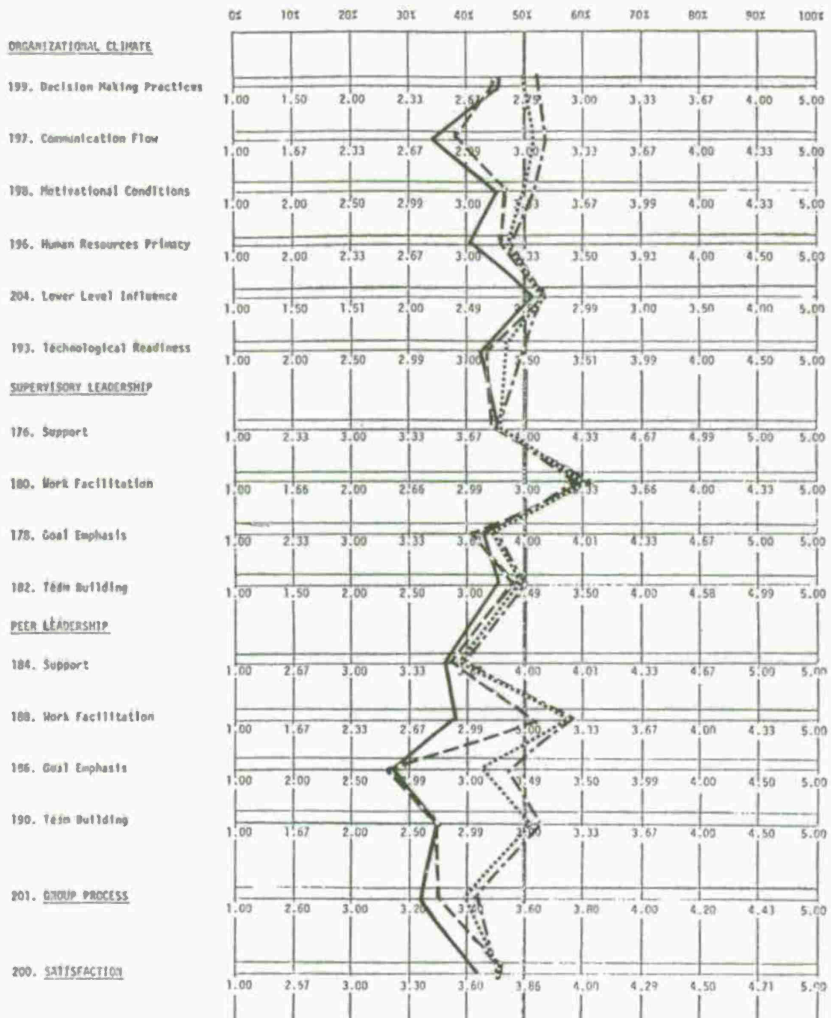 0% 10% 20% 30% 40% 50% 60% 70% 80% 90% 100%
ORGANIZATIONAL CLIMATE
199. Decision Making Practices
1.00 1.50 2.00 2.33 2.79 3.00 3.33 3.67 4.00 5.00
197. Communication Flow
1.00 1.67 2.33 2.67 3.00 3.33 3.67 4.00 4.33 5.00
198. Motivational Conditions
1.00 2.00 2.50 2.99 3.00 3.67 3.99 4.00 4.33 5.00
196. Human Resources Primacy
1.00 2.00 2.33 2.67 3.00 3.50 3.93 4.00 4.33 5.00
204. Lower Level Influence
1.00 1.50 1.51 2.00 2.49 2.99 3.00 3.50 4.00 5.00
193. Technological Readiness
1.00 2.00 2.50 2.99 3.00 3.51 3.99 4.00 4.50 5.00
SUPERVISORY LEADERSHIP
176. Support
1.00 2.33 3.00 3.33 3.67 4.00 4.33 4.67 4.99 5.00 5.00
180. Work Facilitation
1.00 1.66 2.00 2.66 2.99 3.00 3.66 4.00 4.33 5.00
178. Goal Emphasis
1.00 2.33 3.00 3.33 4.00 4.01 4.33 4.67 5.00 5.00
182. Team Building
1.00 1.50 2.00 2.50 3.00 3.49 3.50 4.00 4.50 5.00
PEER LEADERSHIP
184. Support
1.00 2.67 3.00 3.33 4.00 4.01 4.33 4.67 5.00
188. Work Facilitation
1.00 1.67 2.33 2.67 2.99 3.00 3.33 3.67 4.00 4.33 5.00
186. Goal Emphasis
1.00 2.00 2.50 2.99 3.00 3.49 3.50 3.99 4.00 4.50 5.00
190. Team Building
1.00 1.67 2.00 2.50 2.99 3.33 3.67 4.00 4.50 5.00
201. GROUP PROCESS
1.00 2.60 3.00 3.20 3.60 3.80 4.00 4.20 4.43 5.00
200. SATISFACTION
1.00 2.57 3.00 3.30 3.60 3.85 4.00 4.29 4.50 4.71 5.00